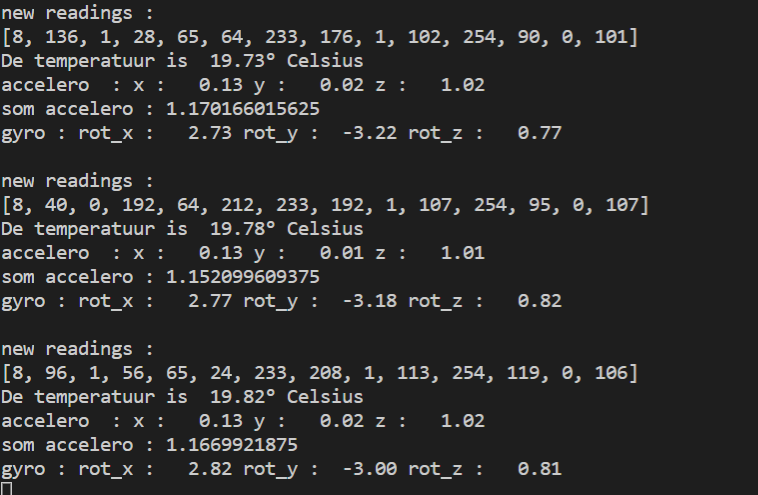 new readings :
[8, 136, 1, 28, 65, 64, 233, 176, 1, 102, 254, 90, 0, 101]
De temperatuur is  19.73° Celsius
accelero  : x :   0.13 y :   0.02 z :   1.02
som accelero : 1.170166015625
gyro : rot_x :   2.73 rot_y :  -3.22 rot_z :   0.77

new readings :
[8, 40, 0, 192, 64, 212, 233, 192, 1, 107, 254, 95, 0, 107]
De temperatuur is  19.78° Celsius
accelero  : x :   0.13 y :   0.01 z :   1.01
som accelero : 1.152099609375
gyro : rot_x :   2.77 rot_y :  -3.18 rot_z :   0.82

new readings :
[8, 96, 1, 56, 65, 24, 233, 208, 1, 113, 254, 119, 0, 106]
De temperatuur is  19.82° Celsius
accelero  : x :   0.13 y :   0.02 z :   1.02
som accelero : 1.1669921875
gyro : rot_x :   2.82 rot_y :  -3.00 rot_z :   0.81